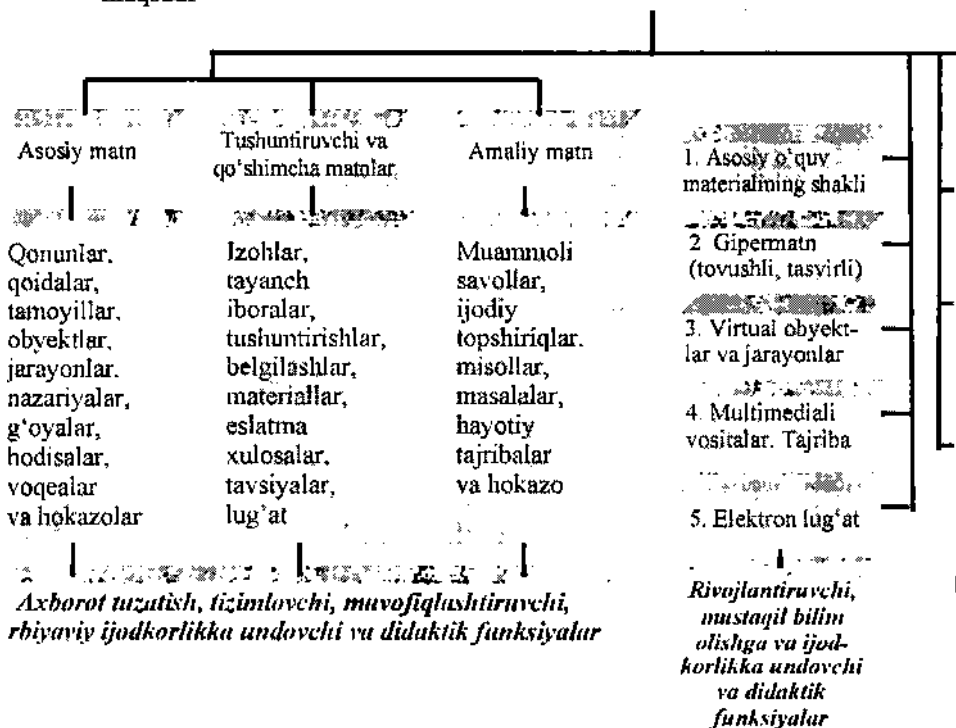 Asosiy matn
Tushuntiruvchi va
qo‘shimcha matnlar
Amaliy matn
Qonunlar,
qoidalar,
tamoyillar,
obyektlar,
jarayonlar.
nazariyalar,
g‘oyalar,
hodisalar,
voqealar
va hokazolar
Izohlar,
tayanch
iboralar,
tushuntirishlar,
belgilashlar,
materiallar,
eslatma
xulosalar,
tavsiyalar,
lug‘at
Muammoli
savollar,
ijodiy
topshiriqlar.
misollar,
masalalar,
hayotiy
tajribalar
va hokazo
Axborot tuzatish, tizimlovchi, muvofiqlashtiruvchi,
rbiyaviy ijodkorlikka undovchi va didaktik funksiyalar
1. Asosiy o‘quv
materialining shakli
2 Gipermatn
(tovushli, tasvirli)
3. Virtual obyekt-
lar va jarayonlar
4. Multimediali
vositalar. Tajriba
5. Elektron lug‘at
Rivojlantiruvchi,
mustaqil bilim
olishga va ijod-
korlikka undovchi
va didaktik
funksiyalar